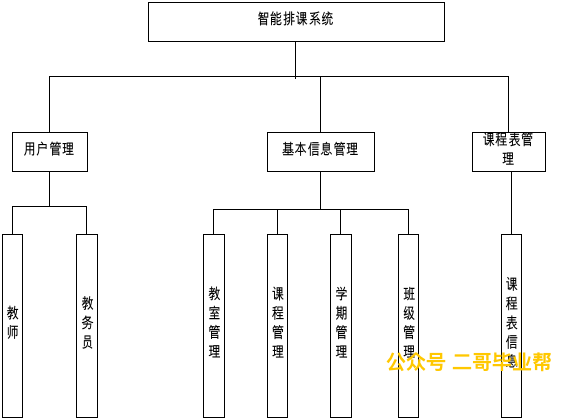 智能排课系统
用户管理
基本信息管理
课程表管
理
教师
教务员
教室管理
课程管理
学期管理
班级管理
课程表信息
公众号 二哥毕业帮